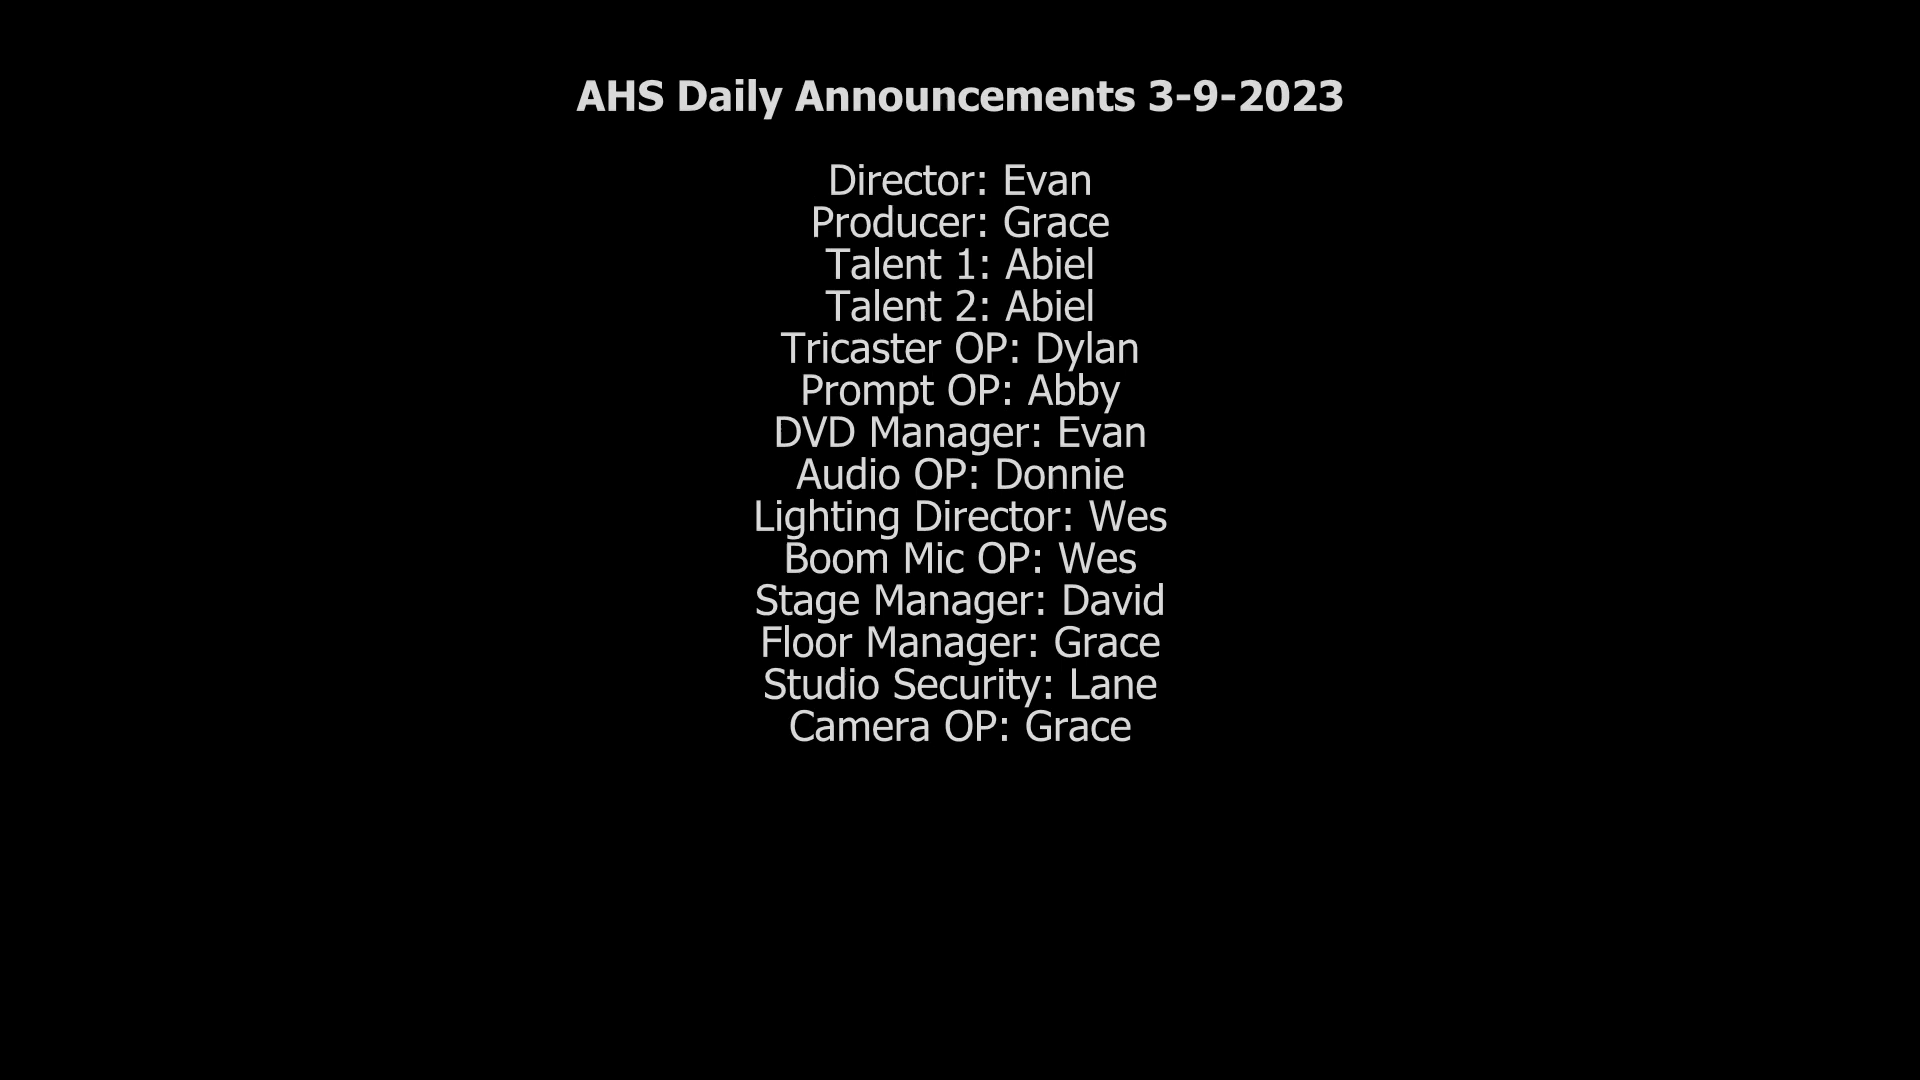 AHS Daily Announcements 3-9-2023
Director: Evan
Producer: Grace
Talent 1: Abiel
Talent 2: Abiel
Tricaster OP: Dylan
Prompt OP: Abby
DVD Manager: Evan
Audio OP: Donnie
Lighting Director: Wes
Boom Mic OP: Wes
Stage Manager: David
Floor Manager: Grace
Studio Security: Lane
Camera OP: Grace